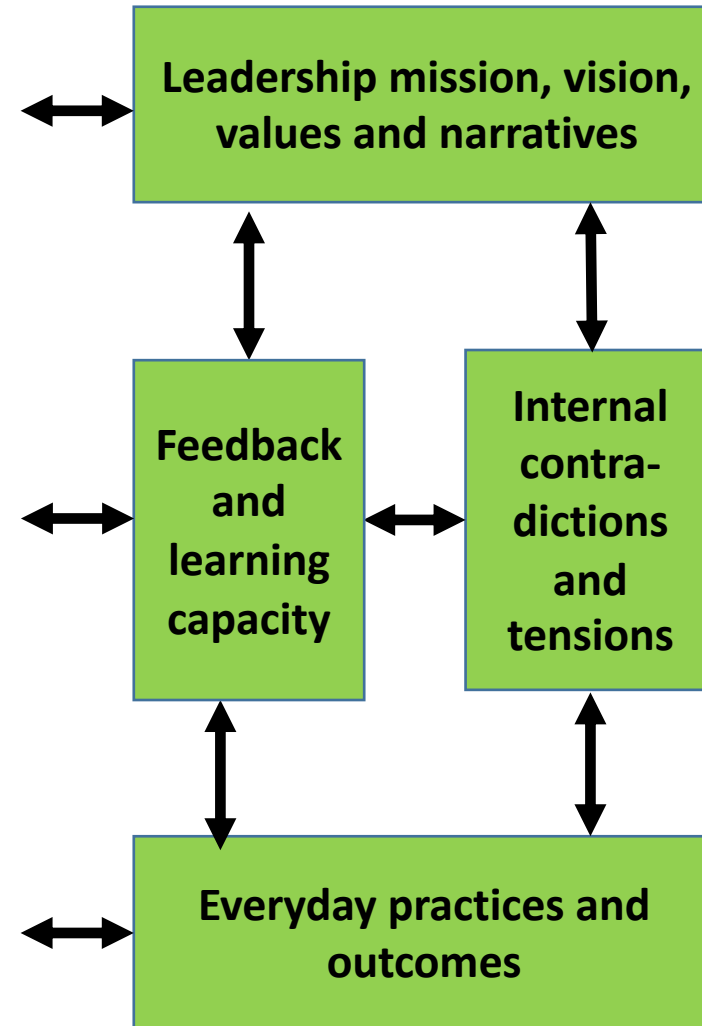 Leadership mission, vision,
values and narratives
Feedback
and
learning
capacity
Internal
contra-
dictions
and
tensions
Everyday practices and
outcomes